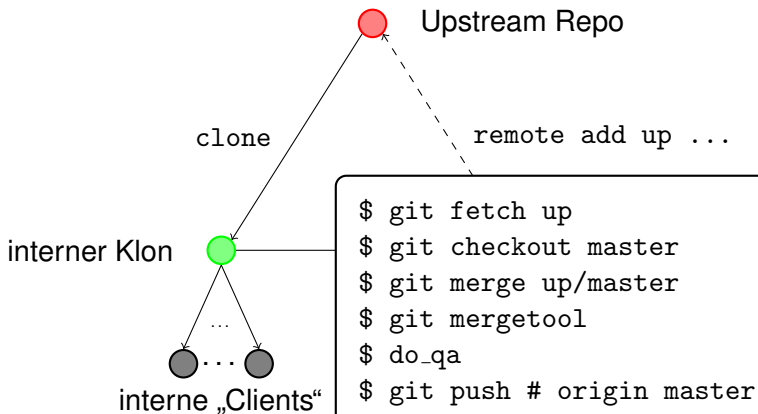 Upstream Repo
clone
remote add up ...
interner Klon
$ git fetch up
$ git checkout master
$ git merge up/master
$ git mergetool
$ do_qa
$ git push # origin master
...
...
interne „Clients“